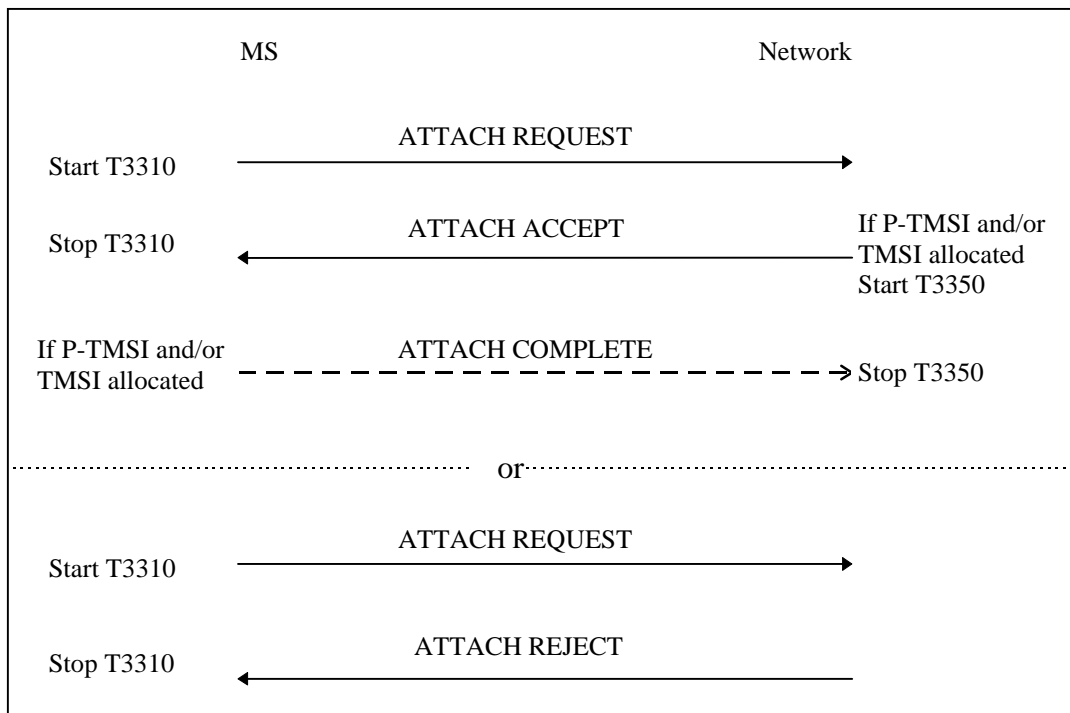 MS Network
ATTACH REQUEST
Start T3310
ATTACH ACCEPT
Stop T3310
If P-TMSI and/or
TMSI allocated
Start T3350
If P-TMSI and/or
TMSI allocated
ATTACH COMPLETE
Stop T3350
or
ATTACH REQUEST
Start T3310
ATTACH REJECT
Stop T3310